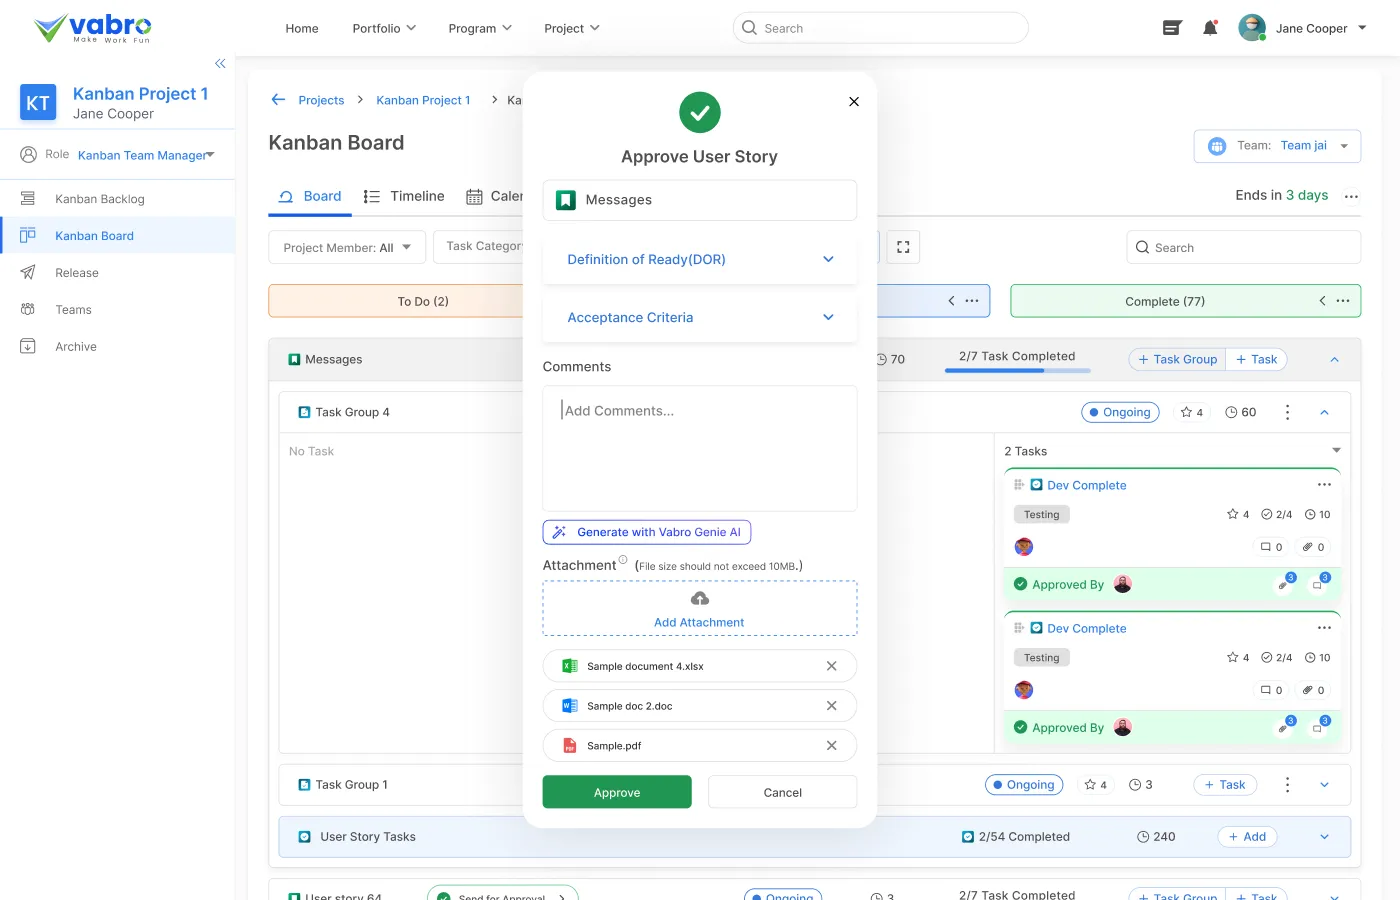 vabro
Make Work Fun
Home
Portfolio
Program
Project
Search
Jane Cooper
KT
Kanban Project 1
Jane Cooper
Role Kanban Team Manager
Kanban Backlog
Kanban Board
Release
Teams
Archive
Projects > Kanban Project 1 > Ka
Kanban Board
Team: Team jai
Board
Timeline
Calen
Ends in 3 days
Project Member: All
Task Category
Search
To Do (2)
Complete (77)
Messages
70
2/7 Task Completed
+ Task Group
+ Task
Task Group 4
Ongoing
4
60
No Task
2 Tasks
Dev Complete
Testing
4
2/4
10
0
0
Approved By
3
3
Dev Complete
Testing
4
2/4
10
0
0
Approved By
3
3
Task Group 1
Ongoing
4
3
+ Task
User Story Tasks
2/54 Completed
240
+ Add
User story 64
Send for Approval
Ongoing
3
2/7 Task Completed
+ Task Group
+ Task
Approve User Story
Messages
Definition of Ready(DOR)
Acceptance Criteria
Comments
Add Comments...
Generate with Vabro Genie AI
Attachment (File size should not exceed 10MB.)
Add Attachment
Sample document 4.xlsx
Sample doc 2.doc
Sample.pdf
Approve
Cancel